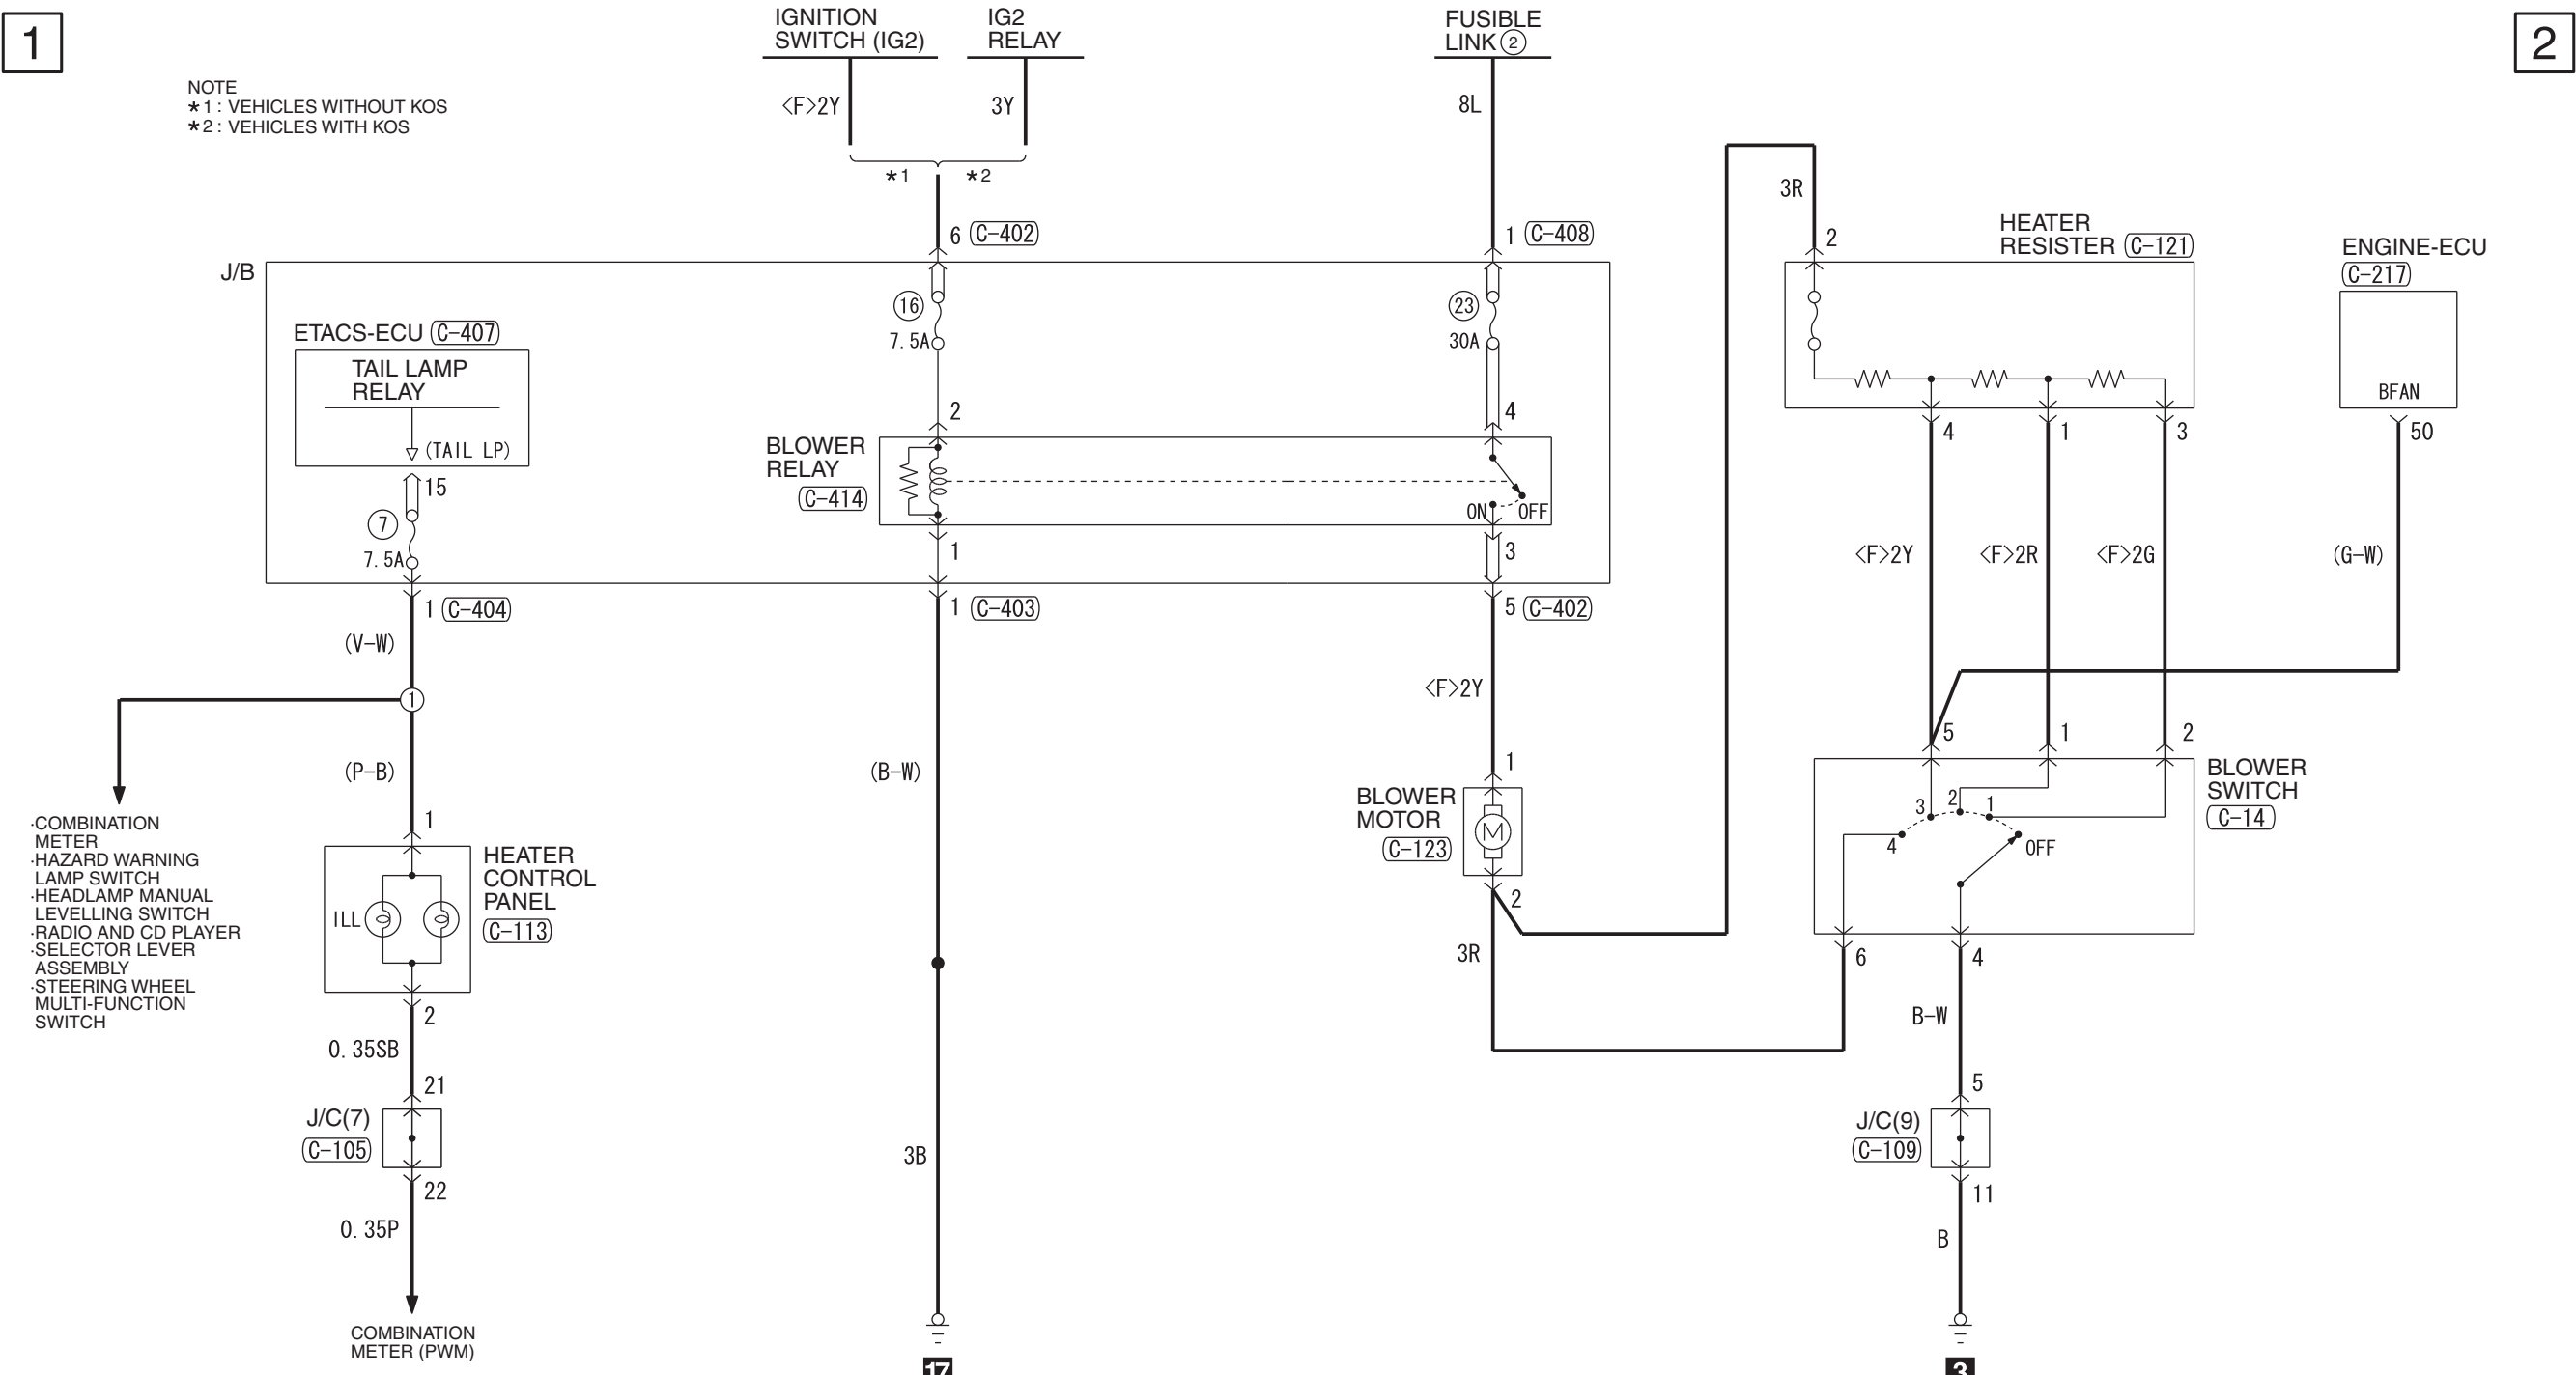 1
2
NOTE
*1 : VEHICLES WITHOUT KOS
*2 : VEHICLES WITH KOS
IGNITION
SWITCH (IG2)
IG2
RELAY
FUSIBLE
LINK ②
<F>2Y
3Y
8L
*1
*2
6 C-402
1 C-408
3R
2
HEATER
RESISTER C-121
ENGINE-ECU
C-217
J/B
16
7.5A
23
30A
ETACS-ECU C-407
TAIL LAMP
RELAY
(TAIL LP)
15
7
7.5A
2
4
BLOWER
RELAY
C-414
ON
OFF
1
3
BFAN
4
1
3
50
<F>2Y
<F>2R
<F>2G
(G-W)
1 C-404
1 C-403
5 C-402
(V-W)
1
<F>2Y
(P-B)
(B-W)
5
1
2
·COMBINATION
METER
·HAZARD WARNING
LAMP SWITCH
·HEADLAMP MANUAL
LEVELLING SWITCH
·RADIO AND CD PLAYER
·SELECTOR LEVER
ASSEMBLY
·STEERING WHEEL
MULTI-FUNCTION
SWITCH
1
HEATER
CONTROL
PANEL
C-113
ILL
2
1
BLOWER
MOTOR
C-123
M
2
BLOWER
SWITCH
C-14
3
2
1
4
OFF
3R
6
4
0.35SB
B-W
21
5
J/C(7)
C-105
J/C(9)
C-109
22
11
0.35P
3B
B
COMBINATION
METER (PWM)
17
3